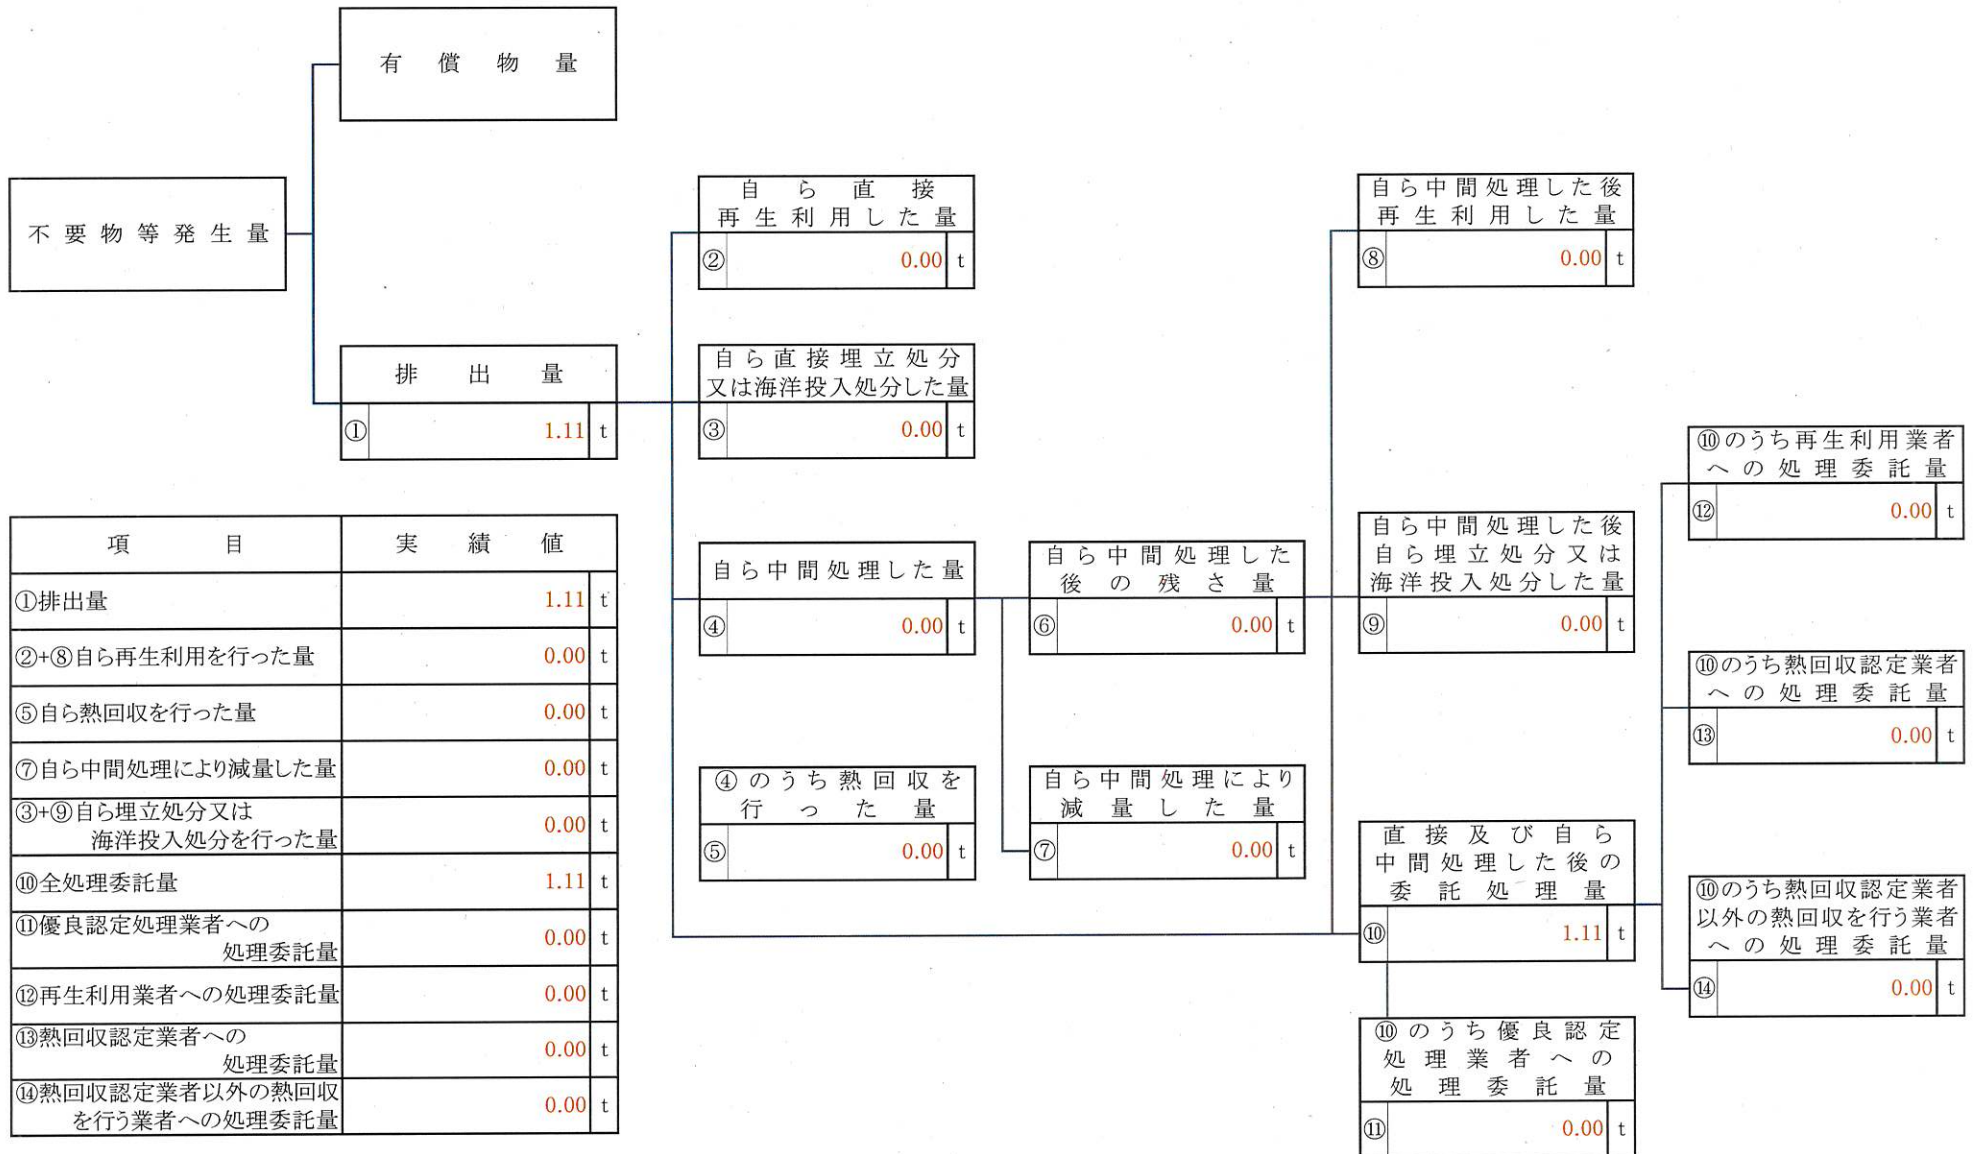 有償物量
不要物等発生量
排出量
① 1.11 t
自ら直接
再生利用した量
② 0.00 t
自ら直接埋立処分
又は海洋投入処分した量
③ 0.00 t
自ら中間処理した量
④ 0.00 t
④のうち熱回収を
行った量
⑤ 0.00 t
自ら中間処理した
後の残さ量
⑥ 0.00 t
自ら中間処理により
減量した量
⑦ 0.00 t
自ら中間処理した後
再生利用した量
⑧ 0.00 t
自ら中間処理した後
自ら埋立処分又は
海洋投入処分した量
⑨ 0.00 t
直接及び自ら
中間処理した後の
委託処理量
⑩ 1.11 t
⑩のうち優良認定
処理業者への
処理委託量
⑪ 0.00 t
⑩のうち再生利用業者
への処理委託量
⑫ 0.00 t
⑩のうち熱回収認定業者
への処理委託量
⑬ 0.00 t
⑩のうち熱回収認定業者
以外の熱回収を行う業者
への処理委託量
⑭ 0.00 t
項目 実績値
①排出量 1.11 t
②+⑧自ら再生利用を行った量 0.00 t
⑤自ら熱回収を行った量 0.00 t
⑦自ら中間処理により減量した量 0.00 t
③+⑨自ら埋立処分又は
海洋投入処分を行った量 0.00 t
⑩全処理委託量 1.11 t
⑪優良認定処理業者への
処理委託量 0.00 t
⑫再生利用業者への処理委託量 0.00 t
⑬熱回収認定業者への
処理委託量 0.00 t
⑭熱回収認定業者以外の熱回収
を行う業者への処理委託量 0.00 t